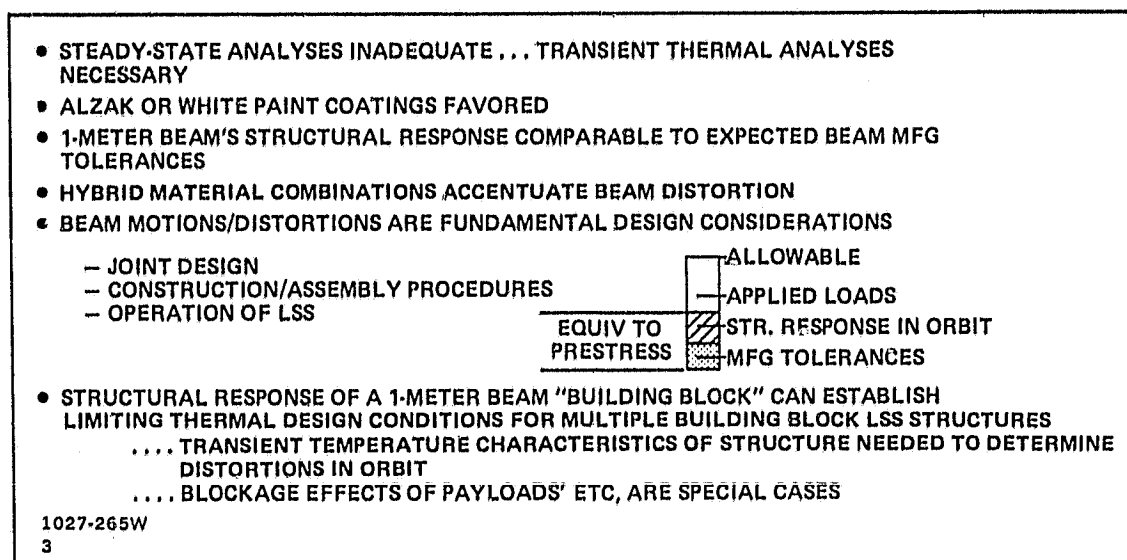 • STEADY-STATE ANALYSES INADEQUATE ... TRANSIENT THERMAL ANALYSES
NECESSARY
• ALZAK OR WHITE PAINT COATINGS FAVORED
• 1-METER BEAM'S STRUCTURAL RESPONSE COMPARABLE TO EXPECTED BEAM MFG
TOLERANCES
• HYBRID MATERIAL COMBINATIONS ACCENTUATE BEAM DISTORTION
• BEAM MOTIONS/DISTORTIONS ARE FUNDAMENTAL DESIGN CONSIDERATIONS
– JOINT DESIGN
– CONSTRUCTION/ASSEMBLY PROCEDURES
– OPERATION OF LSS
ALLOWABLE
APPLIED LOADS
STR. RESPONSE IN ORBIT
MFG TOLERANCES
EQUIV TO
PRESTRESS
• STRUCTURAL RESPONSE OF A 1-METER BEAM "BUILDING BLOCK" CAN ESTABLISH
LIMITING THERMAL DESIGN CONDITIONS FOR MULTIPLE BUILDING BLOCK LSS STRUCTURES
.... TRANSIENT TEMPERATURE CHARACTERISTICS OF STRUCTURE NEEDED TO DETERMINE
DISTORTIONS IN ORBIT
.... BLOCKAGE EFFECTS OF PAYLOADS' ETC, ARE SPECIAL CASES
1027-265W
3